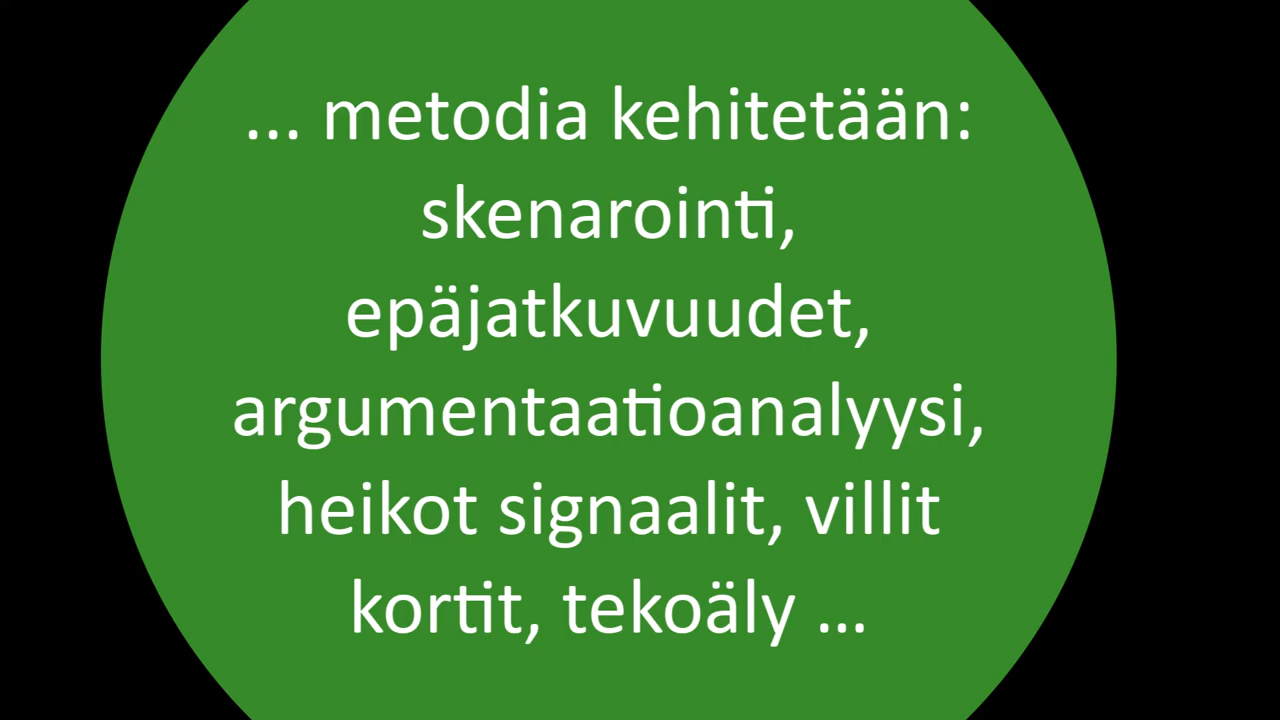 ... metodia kehitetään:
skenarointi,
epäjatkuvuudet,
argumentaatioanalyysi,
heikot signaalit, villit
kortit, tekoäly ...